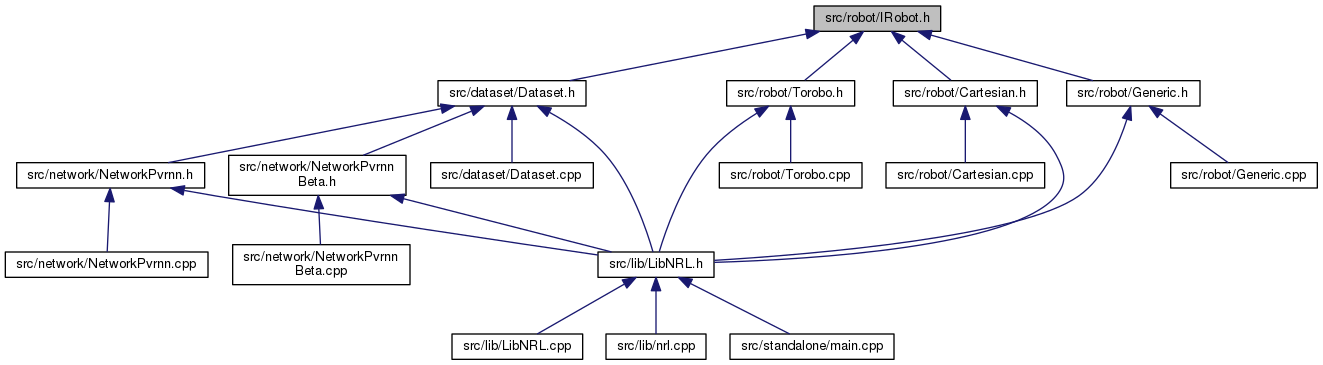 src/robot/IRobot.h
src/dataset/Dataset.h
src/robot/Torobo.h
src/robot/Cartesian.h
src/robot/Generic.h
src/network/NetworkPvrnn.h
src/network/NetworkPvrnn
Beta.h
src/dataset/Dataset.cpp
src/robot/Torobo.cpp
src/robot/Cartesian.cpp
src/robot/Generic.cpp
src/network/NetworkPvrnn.cpp
src/network/NetworkPvrnn
Beta.cpp
src/lib/LibNRL.h
src/lib/LibNRL.cpp
src/lib/nrl.cpp
src/standalone/main.cpp